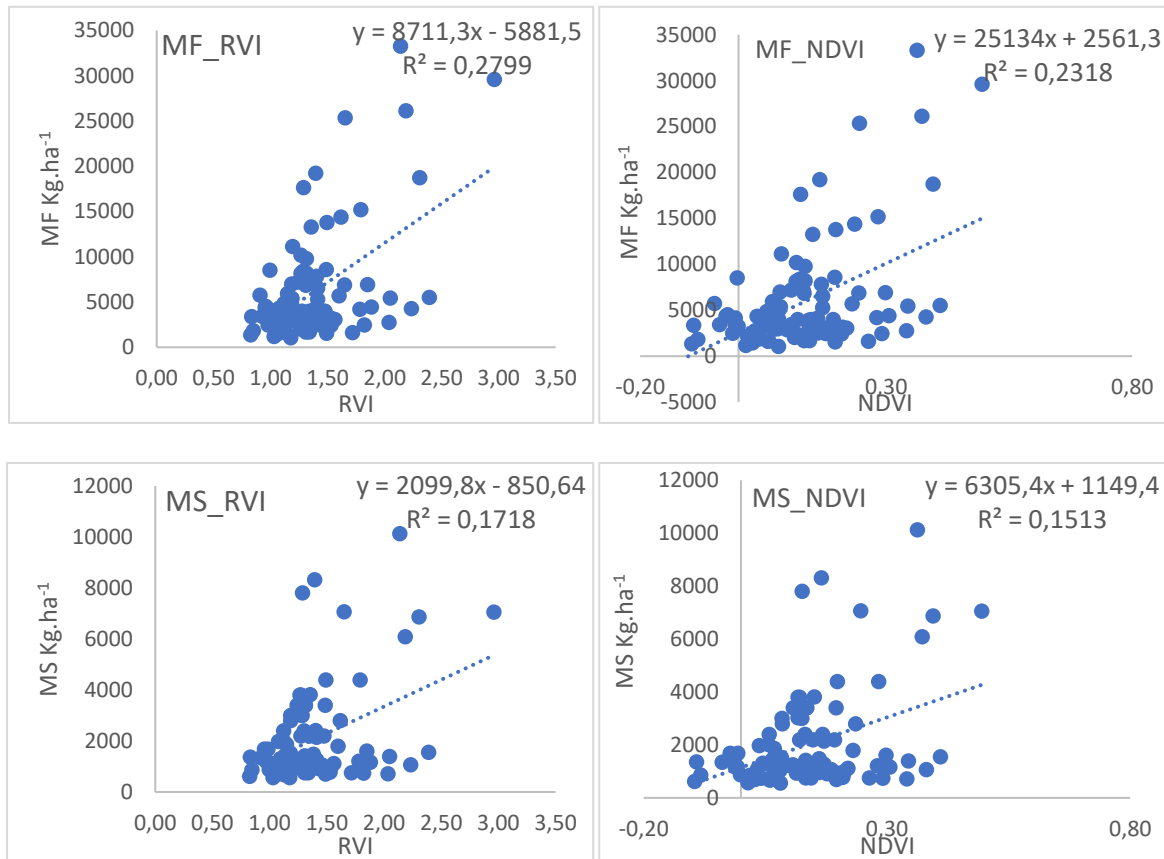 MF_RVI
y = 8711,3x - 5881,5
R² = 0,2799
35000
30000
25000
20000
15000
10000
5000
0
MF Kg.ha⁻¹
0,00 0,50 1,00 1,50 2,00 2,50 3,00 3,50
RVI
MF_NDVI
y = 25134x + 2561,3
R² = 0,2318
35000
30000
25000
20000
15000
10000
5000
0
-5000
MF Kg.ha⁻¹
-0,20 0,30 0,80
NDVI
MS_RVI
y = 2099,8x - 850,64
R² = 0,1718
12000
10000
8000
6000
4000
2000
0
MS Kg.ha⁻¹
0,00 0,50 1,00 1,50 2,00 2,50 3,00 3,50
RVI
MS_NDVI
y = 6305,4x + 1149,4
R² = 0,1513
12000
10000
8000
6000
4000
2000
0
MS Kg.ha⁻¹
-0,20 0,30 0,80
NDVI